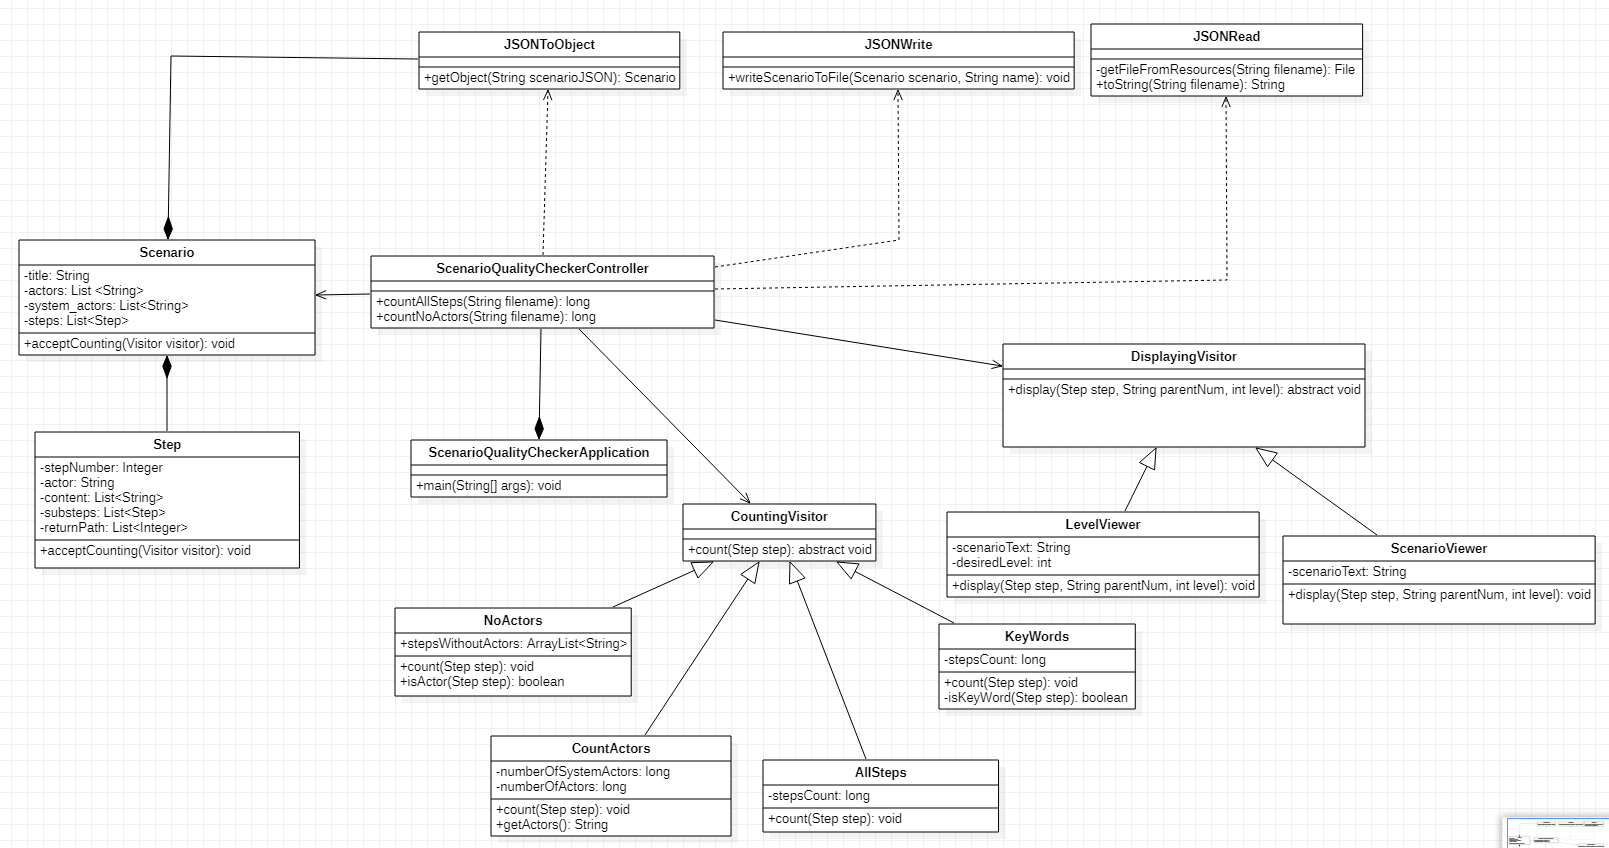 JSONToObject
+getObject(String scenarioJSON): Scenario
JSONWrite
+writeScenarioToFile(Scenario scenario, String name): void
JSONRead
-getFileFromResources(String filename): File
+toString(String filename): String
Scenario
-title: String
-actors: List <String>
-system_actors: List<String>
-steps: List<Step>
+acceptCounting(Visitor visitor): void
ScenarioQualityCheckerController
+countAllSteps(String filename): long
+countNoActors(String filename): long
DisplayingVisitor
+display(Step step, String parentNum, int level): abstract void
Step
-stepNumber: Integer
-actor: String
-content: List<String>
-substeps: List<Step>
-returnPath: List<Integer>
+acceptCounting(Visitor visitor): void
ScenarioQualityCheckerApplication
+main(String[] args): void
CountingVisitor
+count(Step step): abstract void
LevelViewer
-scenarioText: String
-desiredLevel: int
+display(Step step, String parentNum, int level): void
ScenarioViewer
-scenarioText: String
+display(Step step, String parentNum, int level): void
NoActors
+stepsWithoutActors: ArrayList<String>
+count(Step step): void
+isActor(Step step): boolean
KeyWords
-stepsCount: long
+count(Step step): void
-isKeyWord(Step step): boolean
CountActors
-numberOfSystemActors: long
-numberOfActors: long
+count(Step step): void
+getActors(): String
AllSteps
-stepsCount: long
+count(Step step): void